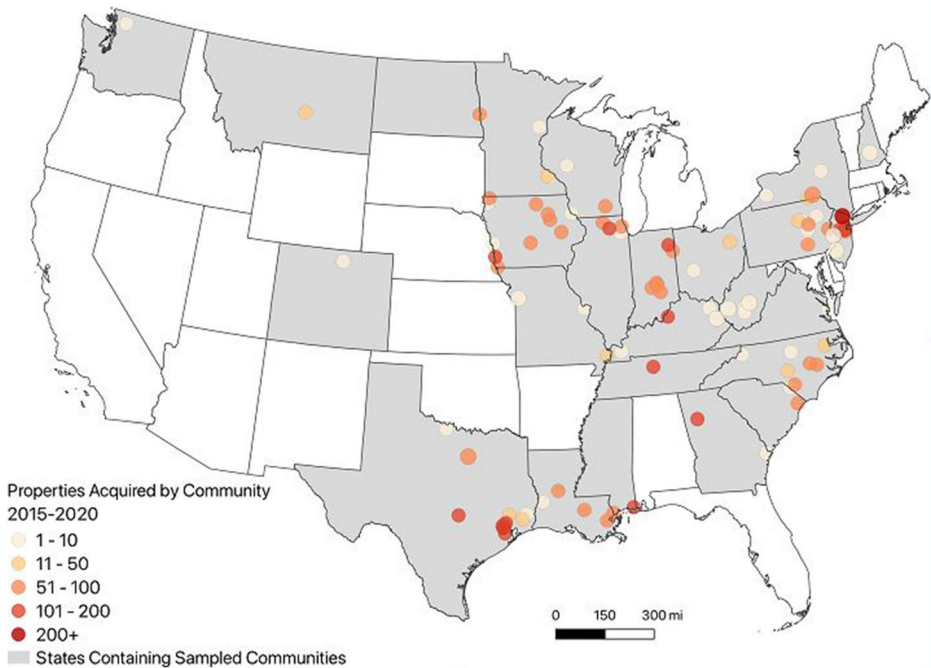 Properties Acquired by Community
2015-2020
1 - 10
11 - 50
51 - 100
101 - 200
200+
States Containing Sampled Communities
0 150 300 mi